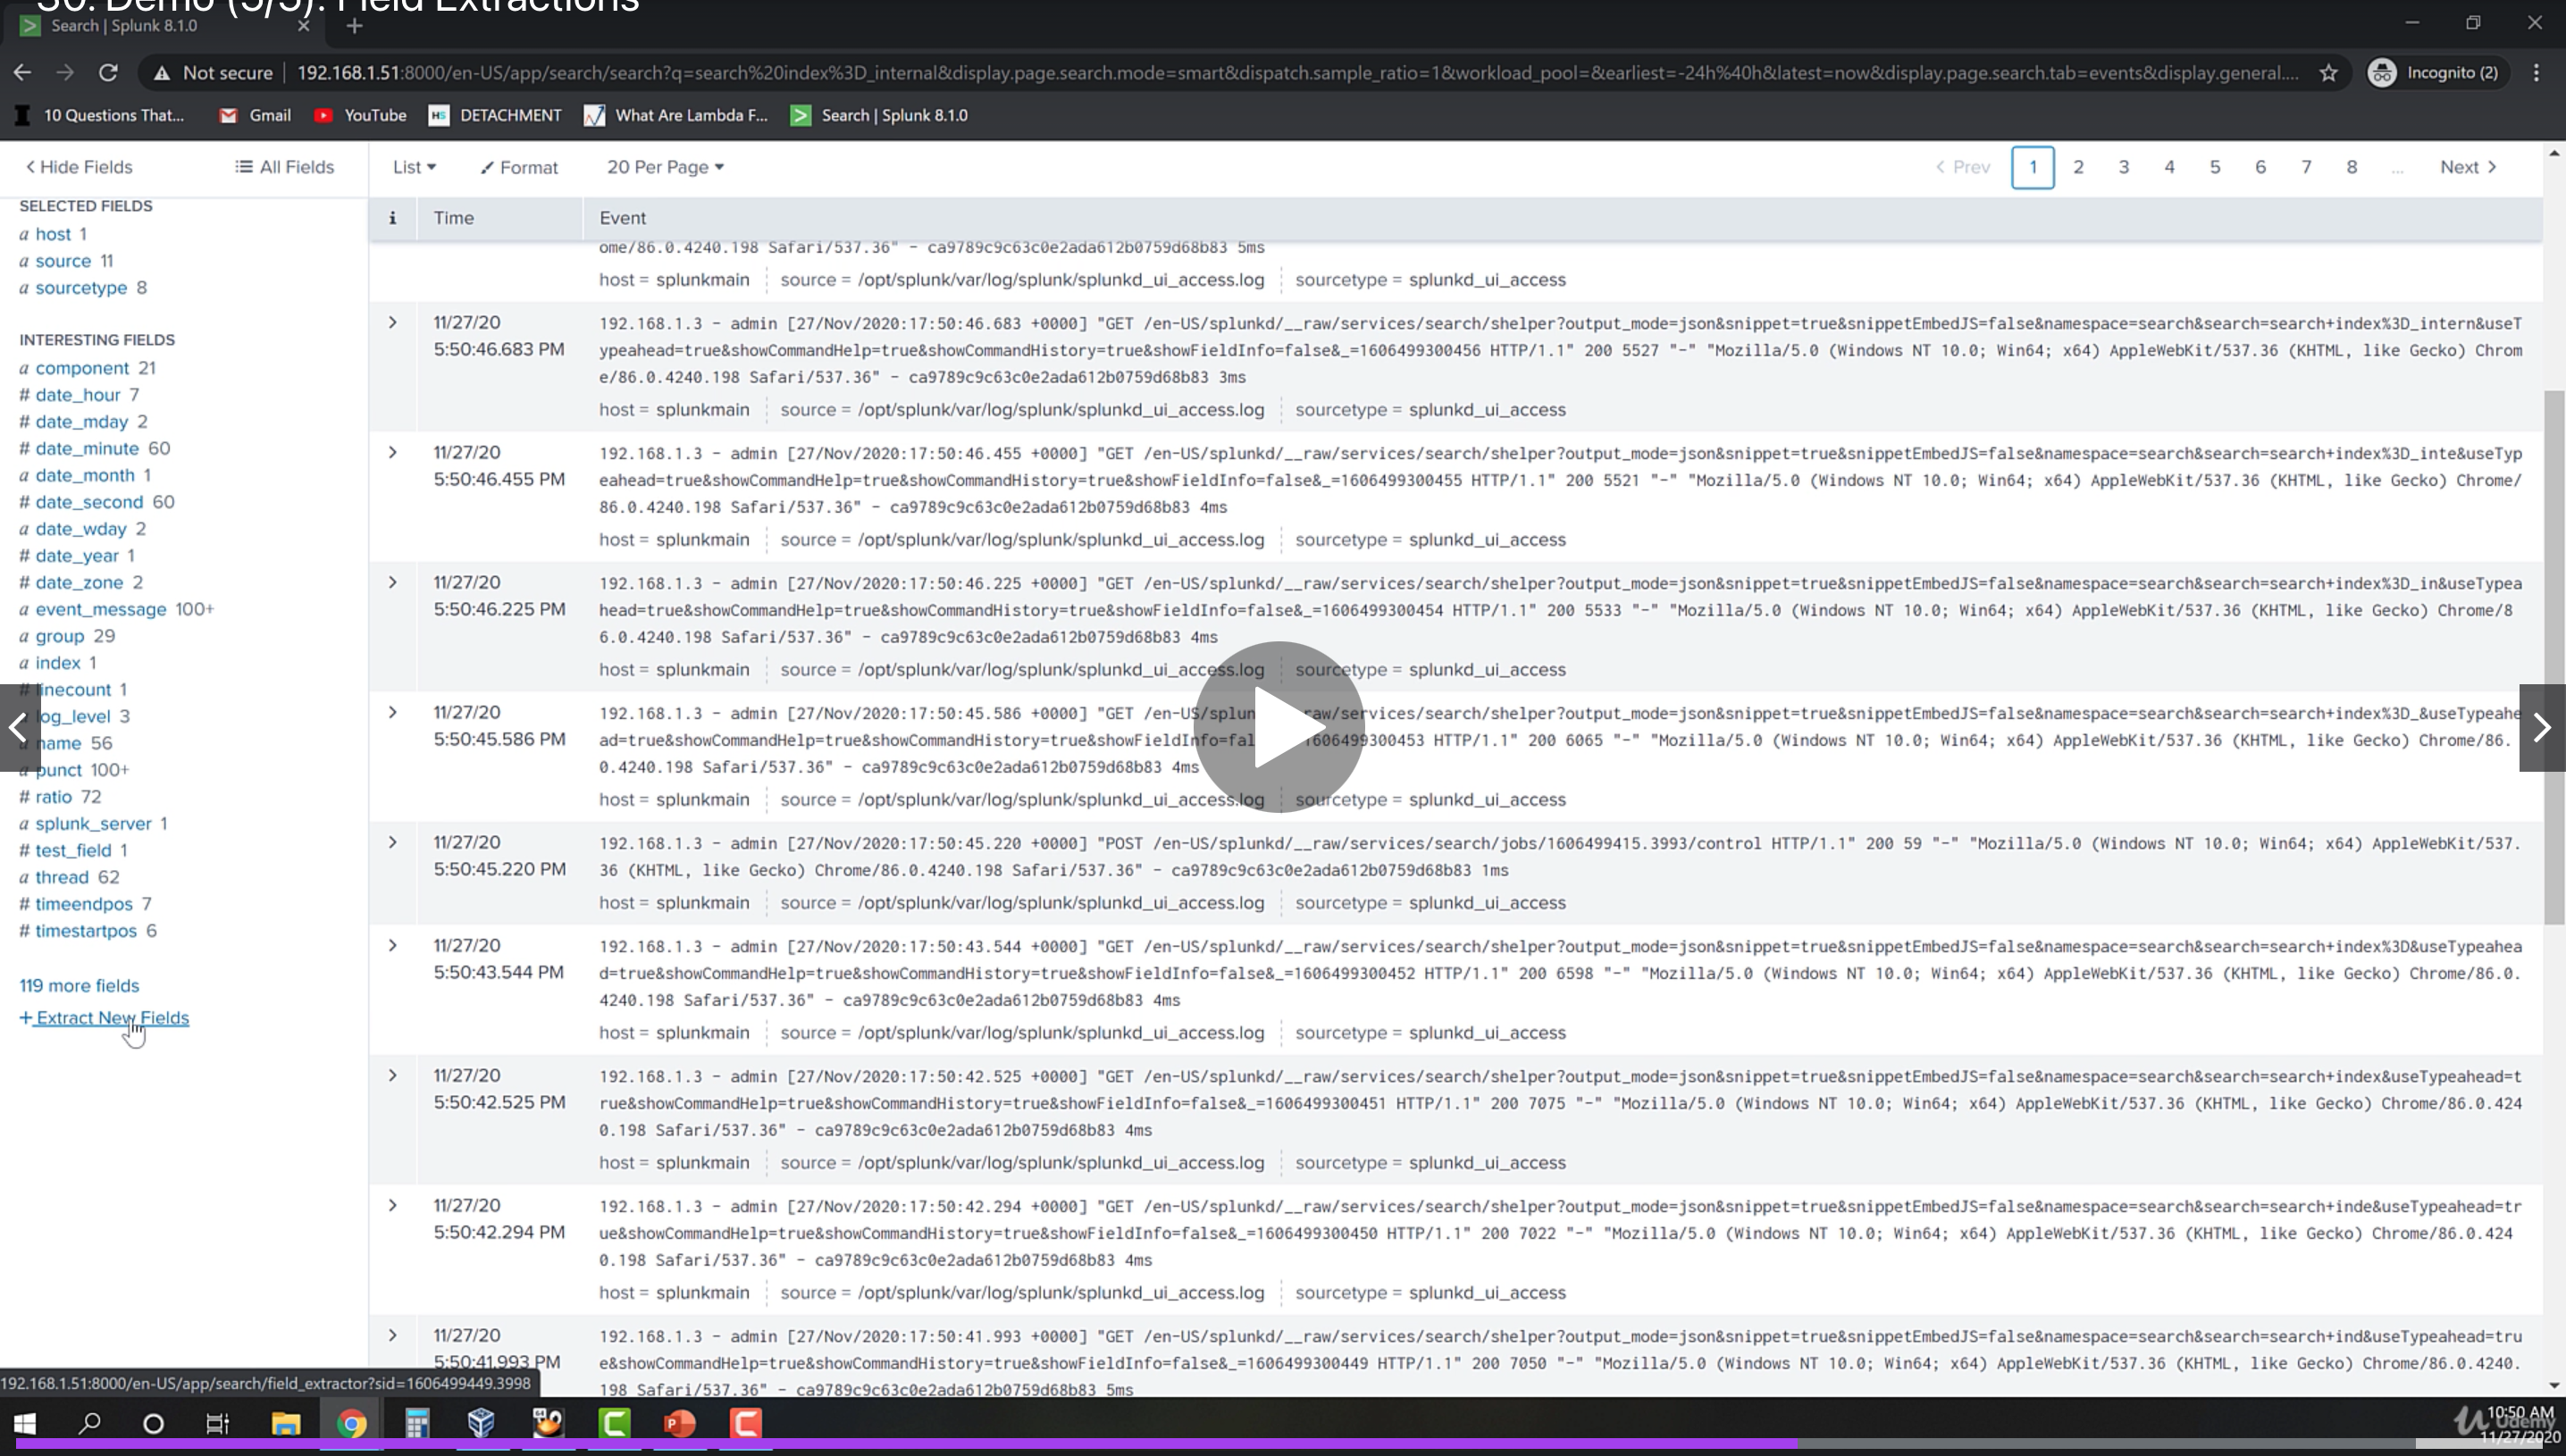 30. Demo (5/5): Field Extractions
Search | Splunk 8.1.0
Not secure 192.168.1.51:8000/en-US/app/search/search?q=search%20index%3D_internal&display.page.search.mode=smart&dispatch.sample_ratio=1&workload_pool=&earliest=-24h%40h&latest=now&display.page.search.tab=events&display.general.... Incognito (2)
10 Questions That... Gmail YouTube HS DETACHMENT What Are Lambda F... Search | Splunk 8.1.0
Hide Fields All Fields List Format 20 Per Page Prev 1 2 3 4 5 6 7 8 ... Next
SELECTED FIELDS
a host 1
a source 11
a sourcetype 8
INTERESTING FIELDS
a component 21
# date_hour 7
# date_mday 2
# date_minute 60
a date_month 1
# date_second 60
a date_wday 2
# date_year 1
# date_zone 2
a event_message 100+
a group 29
a index 1
# linecount 1
log_level 3
a name 56
a punct 100+
# ratio 72
a splunk_server 1
# test_field 1
a thread 62
# timeendpos 7
# timestartpos 6
119 more fields
+ Extract New Fields
i Time Event
ome/86.0.4240.198 Safari/537.36" - ca9789c9c63c0e2ada612b0759d68b83 5ms
host = splunkmain source = /opt/splunk/var/log/splunk/splunkd_ui_access.log sourcetype = splunkd_ui_access
11/27/20
5:50:46.683 PM
192.168.1.3 - admin [27/Nov/2020:17:50:46.683 +0000] "GET /en-US/splunkd/__raw/services/search/shelper?output_mode=json&snippet=true&snippetEmbedJS=false&namespace=search&search=search+index%3D_intern&useT
ypeahead=true&showCommandHelp=true&showCommandHistory=true&showFieldInfo=false&_=1606499300456 HTTP/1.1" 200 5527 "-" "Mozilla/5.0 (Windows NT 10.0; Win64; x64) AppleWebKit/537.36 (KHTML, like Gecko) Chrom
e/86.0.4240.198 Safari/537.36" - ca9789c9c63c0e2ada612b0759d68b83 3ms
host = splunkmain source = /opt/splunk/var/log/splunk/splunkd_ui_access.log sourcetype = splunkd_ui_access
11/27/20
5:50:46.455 PM
192.168.1.3 - admin [27/Nov/2020:17:50:46.455 +0000] "GET /en-US/splunkd/__raw/services/search/shelper?output_mode=json&snippet=true&snippetEmbedJS=false&namespace=search&search=search+index%3D_inte&useTyp
eahead=true&showCommandHelp=true&showCommandHistory=true&showFieldInfo=false&_=1606499300455 HTTP/1.1" 200 5521 "-" "Mozilla/5.0 (Windows NT 10.0; Win64; x64) AppleWebKit/537.36 (KHTML, like Gecko) Chrome/
86.0.4240.198 Safari/537.36" - ca9789c9c63c0e2ada612b0759d68b83 4ms
host = splunkmain source = /opt/splunk/var/log/splunk/splunkd_ui_access.log sourcetype = splunkd_ui_access
11/27/20
5:50:46.225 PM
192.168.1.3 - admin [27/Nov/2020:17:50:46.225 +0000] "GET /en-US/splunkd/__raw/services/search/shelper?output_mode=json&snippet=true&snippetEmbedJS=false&namespace=search&search=search+index%3D_in&useTypea
head=true&showCommandHelp=true&showCommandHistory=true&showFieldInfo=false&_=1606499300454 HTTP/1.1" 200 5533 "-" "Mozilla/5.0 (Windows NT 10.0; Win64; x64) AppleWebKit/537.36 (KHTML, like Gecko) Chrome/8
6.0.4240.198 Safari/537.36" - ca9789c9c63c0e2ada612b0759d68b83 4ms
host = splunkmain source = /opt/splunk/var/log/splunk/splunkd_ui_access.log sourcetype = splunkd_ui_access
11/27/20
5:50:45.586 PM
192.168.1.3 - admin [27/Nov/2020:17:50:45.586 +0000] "GET /en-US/splun raw/services/search/shelper?output_mode=json&snippet=true&snippetEmbedJS=false&namespace=search&search=search+index%3D_&useTypeahe
ad=true&showCommandHelp=true&showCommandHistory=true&showFieldInfo=fal 1606499300453 HTTP/1.1" 200 6065 "-" "Mozilla/5.0 (Windows NT 10.0; Win64; x64) AppleWebKit/537.36 (KHTML, like Gecko) Chrome/86.
0.4240.198 Safari/537.36" - ca9789c9c63c0e2ada612b0759d68b83 4ms
host = splunkmain source = /opt/splunk/var/log/splunk/splunkd_ui_access.log sourcetype = splunkd_ui_access
11/27/20
5:50:45.220 PM
192.168.1.3 - admin [27/Nov/2020:17:50:45.220 +0000] "POST /en-US/splunkd/__raw/services/search/jobs/1606499415.3993/control HTTP/1.1" 200 59 "-" "Mozilla/5.0 (Windows NT 10.0; Win64; x64) AppleWebKit/537.
36 (KHTML, like Gecko) Chrome/86.0.4240.198 Safari/537.36" - ca9789c9c63c0e2ada612b0759d68b83 1ms
host = splunkmain source = /opt/splunk/var/log/splunk/splunkd_ui_access.log sourcetype = splunkd_ui_access
11/27/20
5:50:43.544 PM
192.168.1.3 - admin [27/Nov/2020:17:50:43.544 +0000] "GET /en-US/splunkd/__raw/services/search/shelper?output_mode=json&snippet=true&snippetEmbedJS=false&namespace=search&search=search+index%3D&useTypeahea
d=true&showCommandHelp=true&showCommandHistory=true&showFieldInfo=false&_=1606499300452 HTTP/1.1" 200 6598 "-" "Mozilla/5.0 (Windows NT 10.0; Win64; x64) AppleWebKit/537.36 (KHTML, like Gecko) Chrome/86.0.
4240.198 Safari/537.36" - ca9789c9c63c0e2ada612b0759d68b83 4ms
host = splunkmain source = /opt/splunk/var/log/splunk/splunkd_ui_access.log sourcetype = splunkd_ui_access
11/27/20
5:50:42.525 PM
192.168.1.3 - admin [27/Nov/2020:17:50:42.525 +0000] "GET /en-US/splunkd/__raw/services/search/shelper?output_mode=json&snippet=true&snippetEmbedJS=false&namespace=search&search=search+index&useTypeahead=t
rue&showCommandHelp=true&showCommandHistory=true&showFieldInfo=false&_=1606499300451 HTTP/1.1" 200 7075 "-" "Mozilla/5.0 (Windows NT 10.0; Win64; x64) AppleWebKit/537.36 (KHTML, like Gecko) Chrome/86.0.424
0.198 Safari/537.36" - ca9789c9c63c0e2ada612b0759d68b83 4ms
host = splunkmain source = /opt/splunk/var/log/splunk/splunkd_ui_access.log sourcetype = splunkd_ui_access
11/27/20
5:50:42.294 PM
192.168.1.3 - admin [27/Nov/2020:17:50:42.294 +0000] "GET /en-US/splunkd/__raw/services/search/shelper?output_mode=json&snippet=true&snippetEmbedJS=false&namespace=search&search=search+inde&useTypeahead=tr
ue&showCommandHelp=true&showCommandHistory=true&showFieldInfo=false&_=1606499300450 HTTP/1.1" 200 7022 "-" "Mozilla/5.0 (Windows NT 10.0; Win64; x64) AppleWebKit/537.36 (KHTML, like Gecko) Chrome/86.0.424
0.198 Safari/537.36" - ca9789c9c63c0e2ada612b0759d68b83 4ms
host = splunkmain source = /opt/splunk/var/log/splunk/splunkd_ui_access.log sourcetype = splunkd_ui_access
11/27/20
5:50:41.993 PM
192.168.1.3 - admin [27/Nov/2020:17:50:41.993 +0000] "GET /en-US/splunkd/__raw/services/search/shelper?output_mode=json&snippet=true&snippetEmbedJS=false&namespace=search&search=search+ind&useTypeahead=tru
e&showCommandHelp=true&showCommandHistory=true&showFieldInfo=false&_=1606499300449 HTTP/1.1" 200 7050 "-" "Mozilla/5.0 (Windows NT 10.0; Win64; x64) AppleWebKit/537.36 (KHTML, like Gecko) Chrome/86.0.4240.
198 Safari/537.36" - ca9789c9c63c0e2ada612b0759d68b83 5ms
192.168.1.51:8000/en-US/app/search/field_extractor?sid=1606499449.3998
10:50 AM
Udemy
11/27/2020